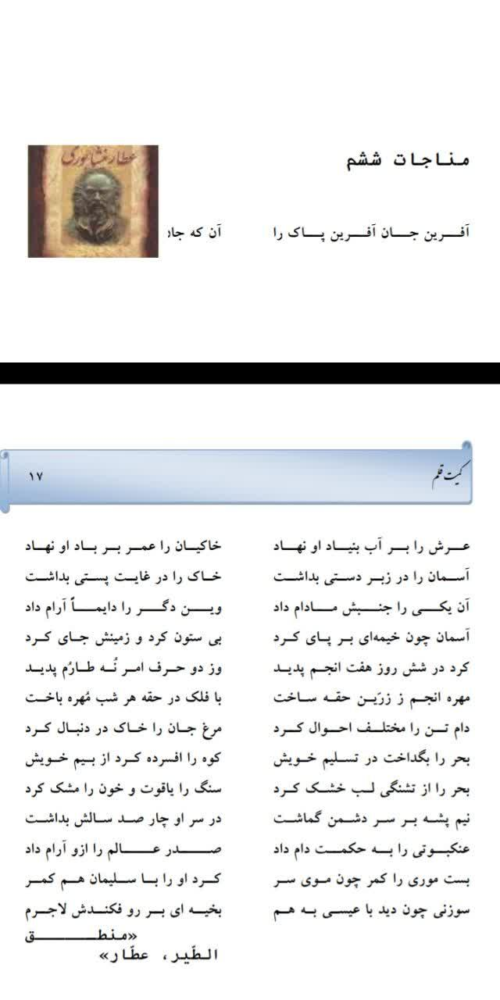 عطار نیشابوری
مناجات ششم
آفرین جان آفرین پاک را آن که جان
کمیت قلم ۱۷
عرش را بر آب بنیاد او نهاد خاکیان را عمر بر باد او نهاد
آسمان را در زبر دستی بداشت خاک را در غایت پستی بداشت
آن یکی را جنبش مادام داد وین دگر را دایماً آرام داد
آسمان چون خیمه‌ای بر پای کرد بی ستون کرد و زمینش جای کرد
کرد در شش روز هفت انجم پدید وز دو حرف امر نُه طارُم پدید
مهره انجم ز زرّین حقه ساخت با فلک در حقه هر شب مُهره باخت
دام تن را مختلف احوال کرد مرغ جان را خاک در دنبال کرد
بحر را بگداخت در تسلیم خویش کوه را افسرده کرد از بیم خویش
بحر را از تشنگی لب خشک کرد سنگ را یاقوت و خون را مشک کرد
نیم پشه بر سر دشمن گماشت در سر او چار صد سالش بداشت
عنکبوتی را به حکمت دام داد صدر عالم را ازو آرام داد
بست موری را کمر چون موی سر کرد او را با سلیمان هم کمر
سوزنی چون دید با عیسی به هم بخیه ای بر رو فکندش لاجرم
«منطق
الطّیر، عطّار»